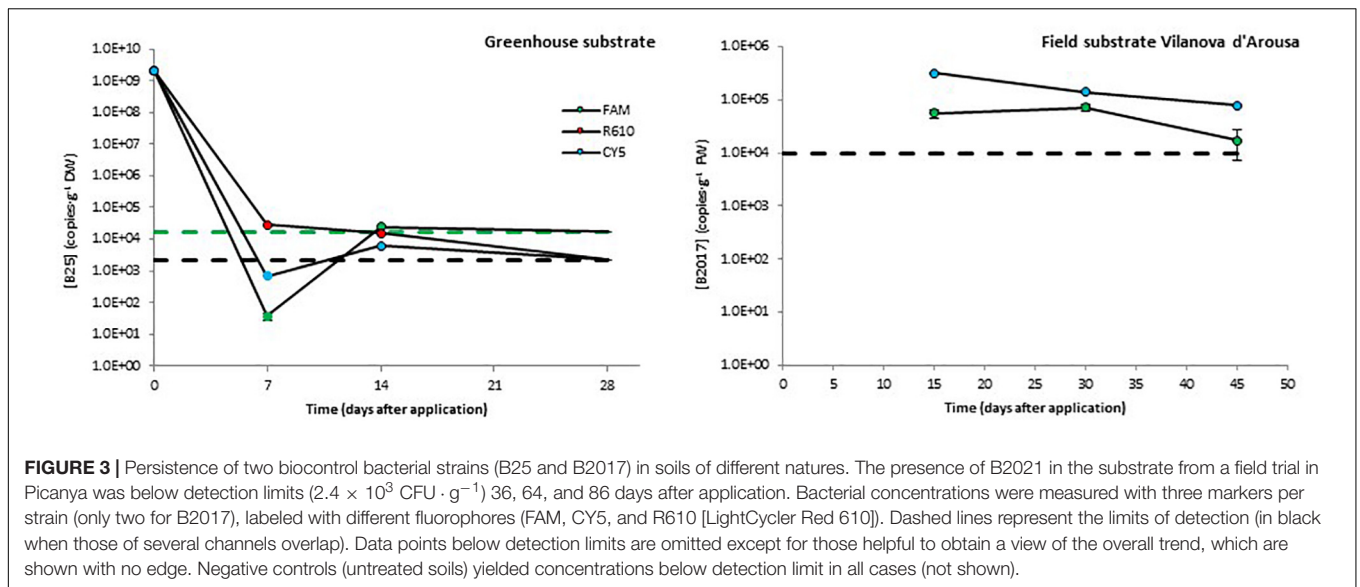 Greenhouse substrate
1.0E+10
1.0E+09
1.0E+08
1.0E+07
1.0E+06
1.0E+05
1.0E+04
1.0E+03
1.0E+02
1.0E+01
1.0E+00
[B25] (copies·g⁻¹ DW)
FAM
R610
CY5
0 7 14 21 28
Time (days after application)
Field substrate Vilanova d'Arousa
1.0E+06
1.0E+05
1.0E+04
1.0E+03
1.0E+02
1.0E+01
1.0E+00
[B2017] (copies·g⁻¹ FW)
0 5 10 15 20 25 30 35 40 45 50
Time (days after application)
FIGURE 3 | Persistence of two biocontrol bacterial strains (B25 and B2017) in soils of different natures. The presence of B2021 in the substrate from a field trial in
Picanya was below detection limits (2.4 × 10³ CFU · g⁻¹) 36, 64, and 86 days after application. Bacterial concentrations were measured with three markers per
strain (only two for B2017), labeled with different fluorophores (FAM, CY5, and R610 [LightCycler Red 610]). Dashed lines represent the limits of detection (in black
when those of several channels overlap). Data points below detection limits are omitted except for those helpful to obtain a view of the overall trend, which are
shown with no edge. Negative controls (untreated soils) yielded concentrations below detection limit in all cases (not shown).